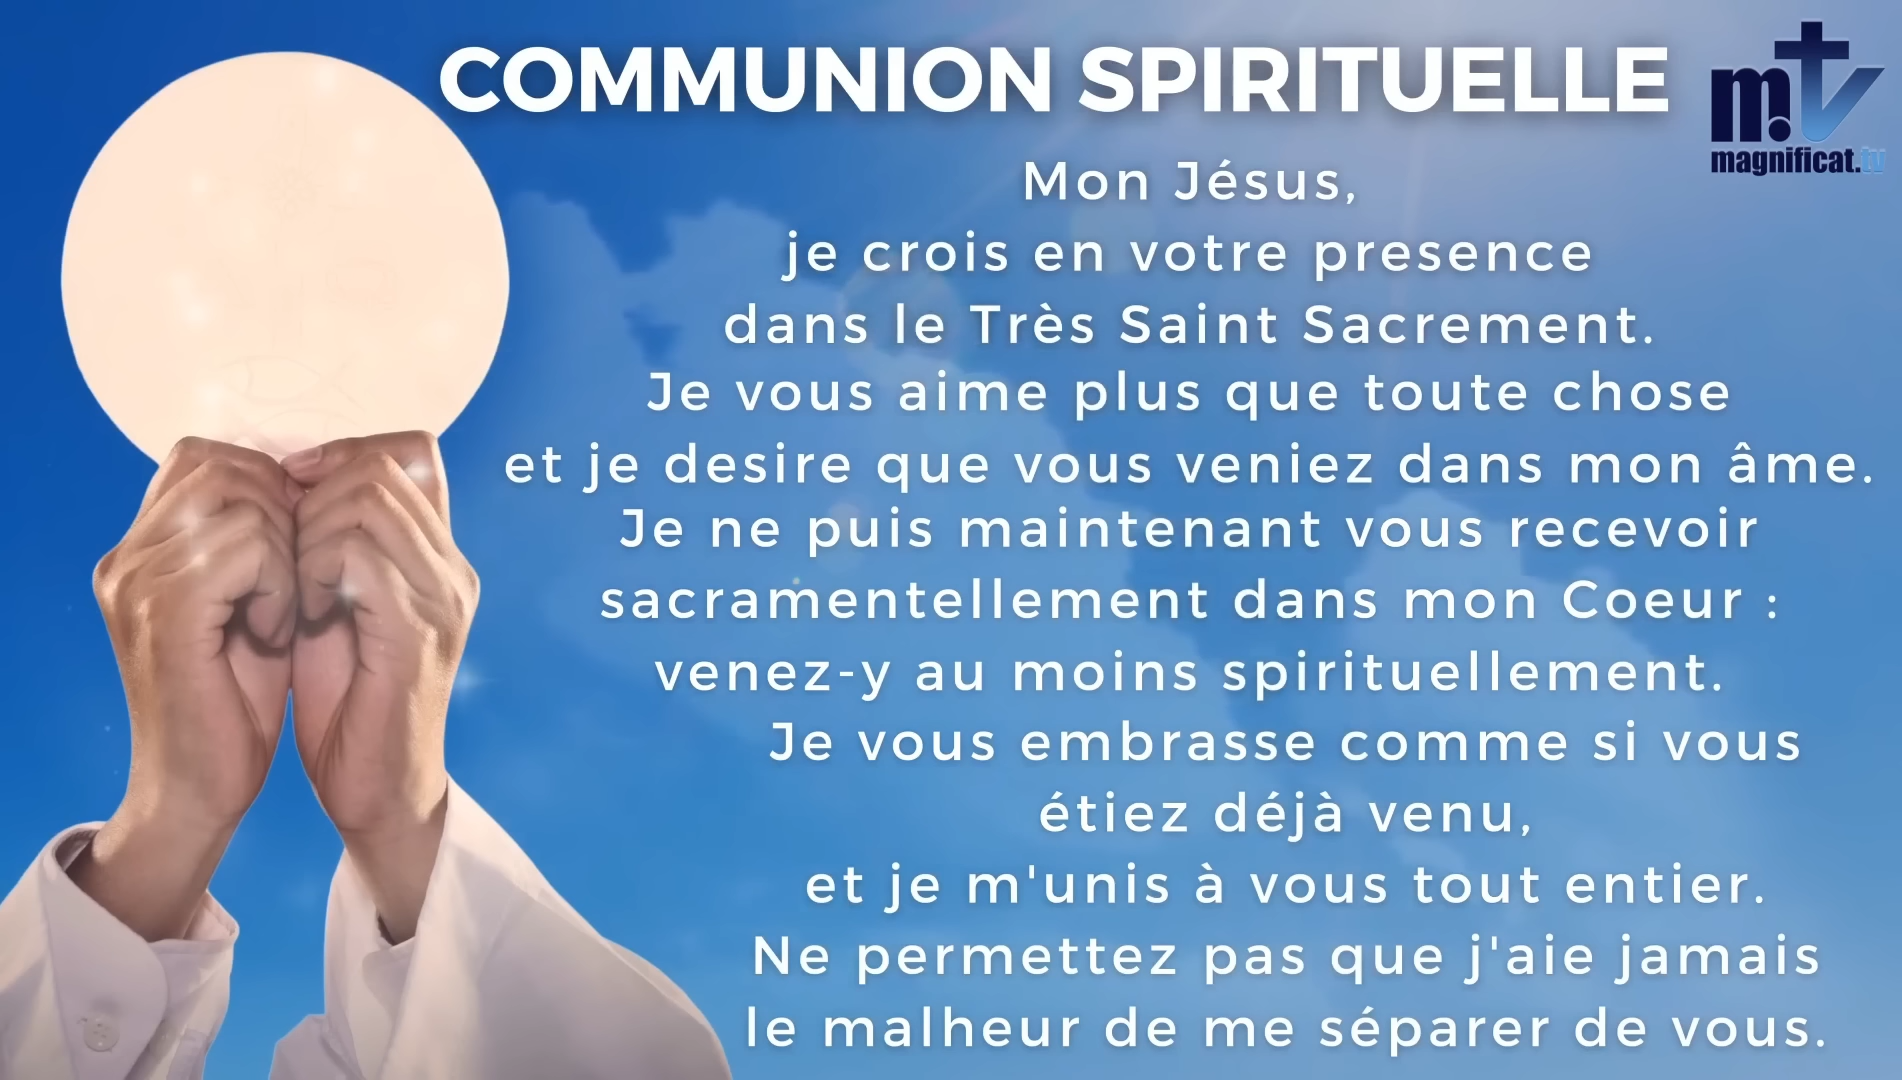 COMMUNION SPIRITUELLE
mtv
magnificat.tv
Mon Jésus,
je crois en votre presence
dans le Très Saint Sacrement.
Je vous aime plus que toute chose
et je desire que vous veniez dans mon âme.
Je ne puis maintenant vous recevoir
sacramentellement dans mon Coeur :
venez-y au moins spirituellement.
Je vous embrasse comme si vous
étiez déjà venu,
et je m'unis à vous tout entier.
Ne permettez pas que j'aie jamais
le malheur de me séparer de vous.